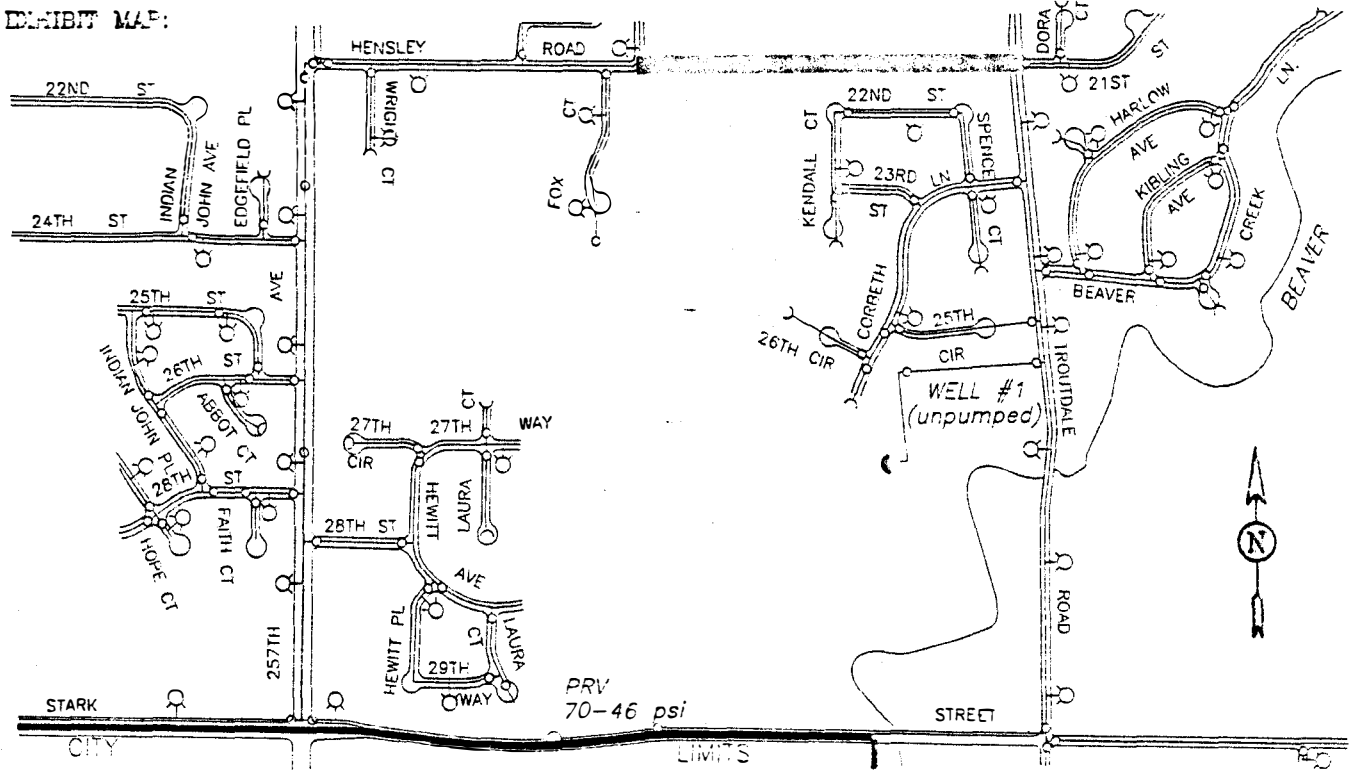 EXHIBIT MAP:
HENSLEY ROAD
DORA CT
21ST ST
22ND ST
INDIAN JOHN AVE
EDGEFIELD PL
24TH ST
WRIGHT CT
FOX CT
22ND ST
KENDALL CT
SPENCE CT
23RD ST
LN
CORBETH
HARLOW AVE
KIBLING AVE
BEAVER CREEK LN.
BEAVER
25TH ST
INDIAN JOHN PL
26TH ST
ABBOT CT
28TH ST
FAITH CT
HOPE CT
257TH AVE
25TH CIR
26TH CIR
WELL #1
(unpumped)
TROUTDALE ROAD
27TH CIR
27TH WAY
LAURA CT
HEWITT AVE
28TH ST
HEWITT PL
LAURA CT
29TH WAY
N
PRV
70-46 psi
STARK STREET
CITY LIMITS